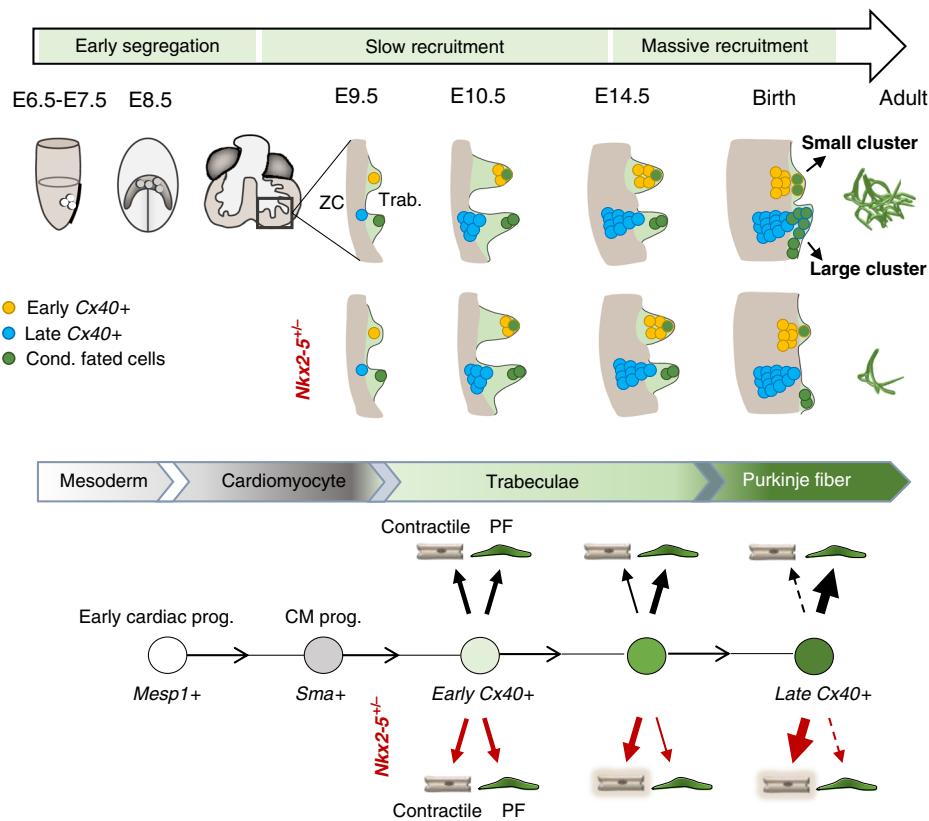 Early segregation
Slow recruitment
Massive recruitment
E6.5-E7.5
E8.5
E9.5
E10.5
E14.5
Birth
Adult
Small cluster
ZC
Trab.
Large cluster
Early Cx40+
Late Cx40+
Cond. fated cells
Nkx2-5+/–
Mesoderm
Cardiomyocyte
Trabeculae
Purkinje fiber
Contractile
PF
Early cardiac prog.
CM prog.
Mesp1+
Sma+
Early Cx40+
Late Cx40+
Nkx2-5+/–
Contractile
PF